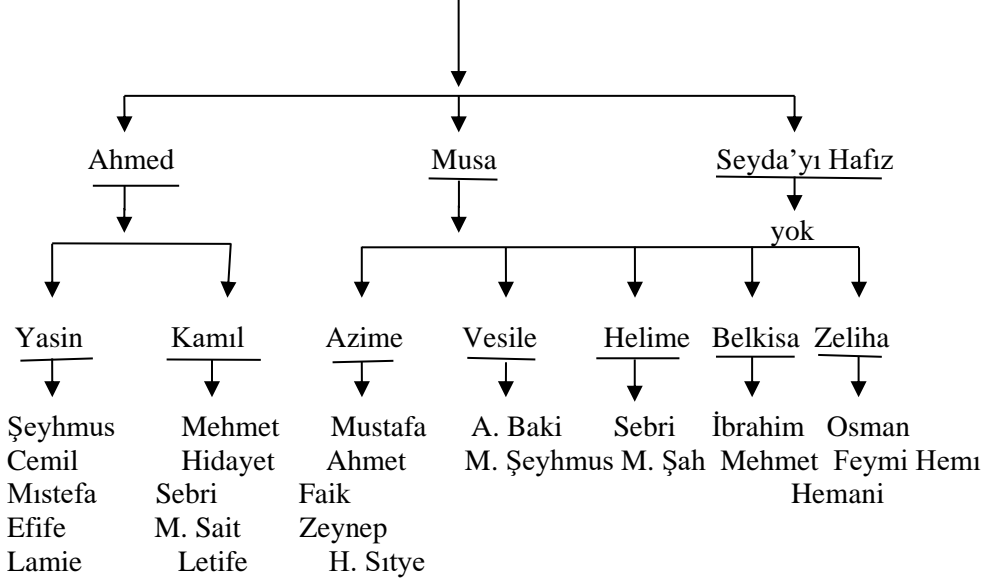 Ahmed Musa Seyda’yı Hafız
yok
Yasin Kamıl Azime Vesile Helime Belkisa Zeliha
Şeyhmus Mehmet Mustafa A. Baki Sebri İbrahim Osman
Cemil Hidayet Ahmet M. Şeyhmus M. Şah Mehmet Feymi Hemı
Mıstefa Sebri Faik Hemani
Efife M. Sait Zeynep
Lamie Letife H. Sıtye